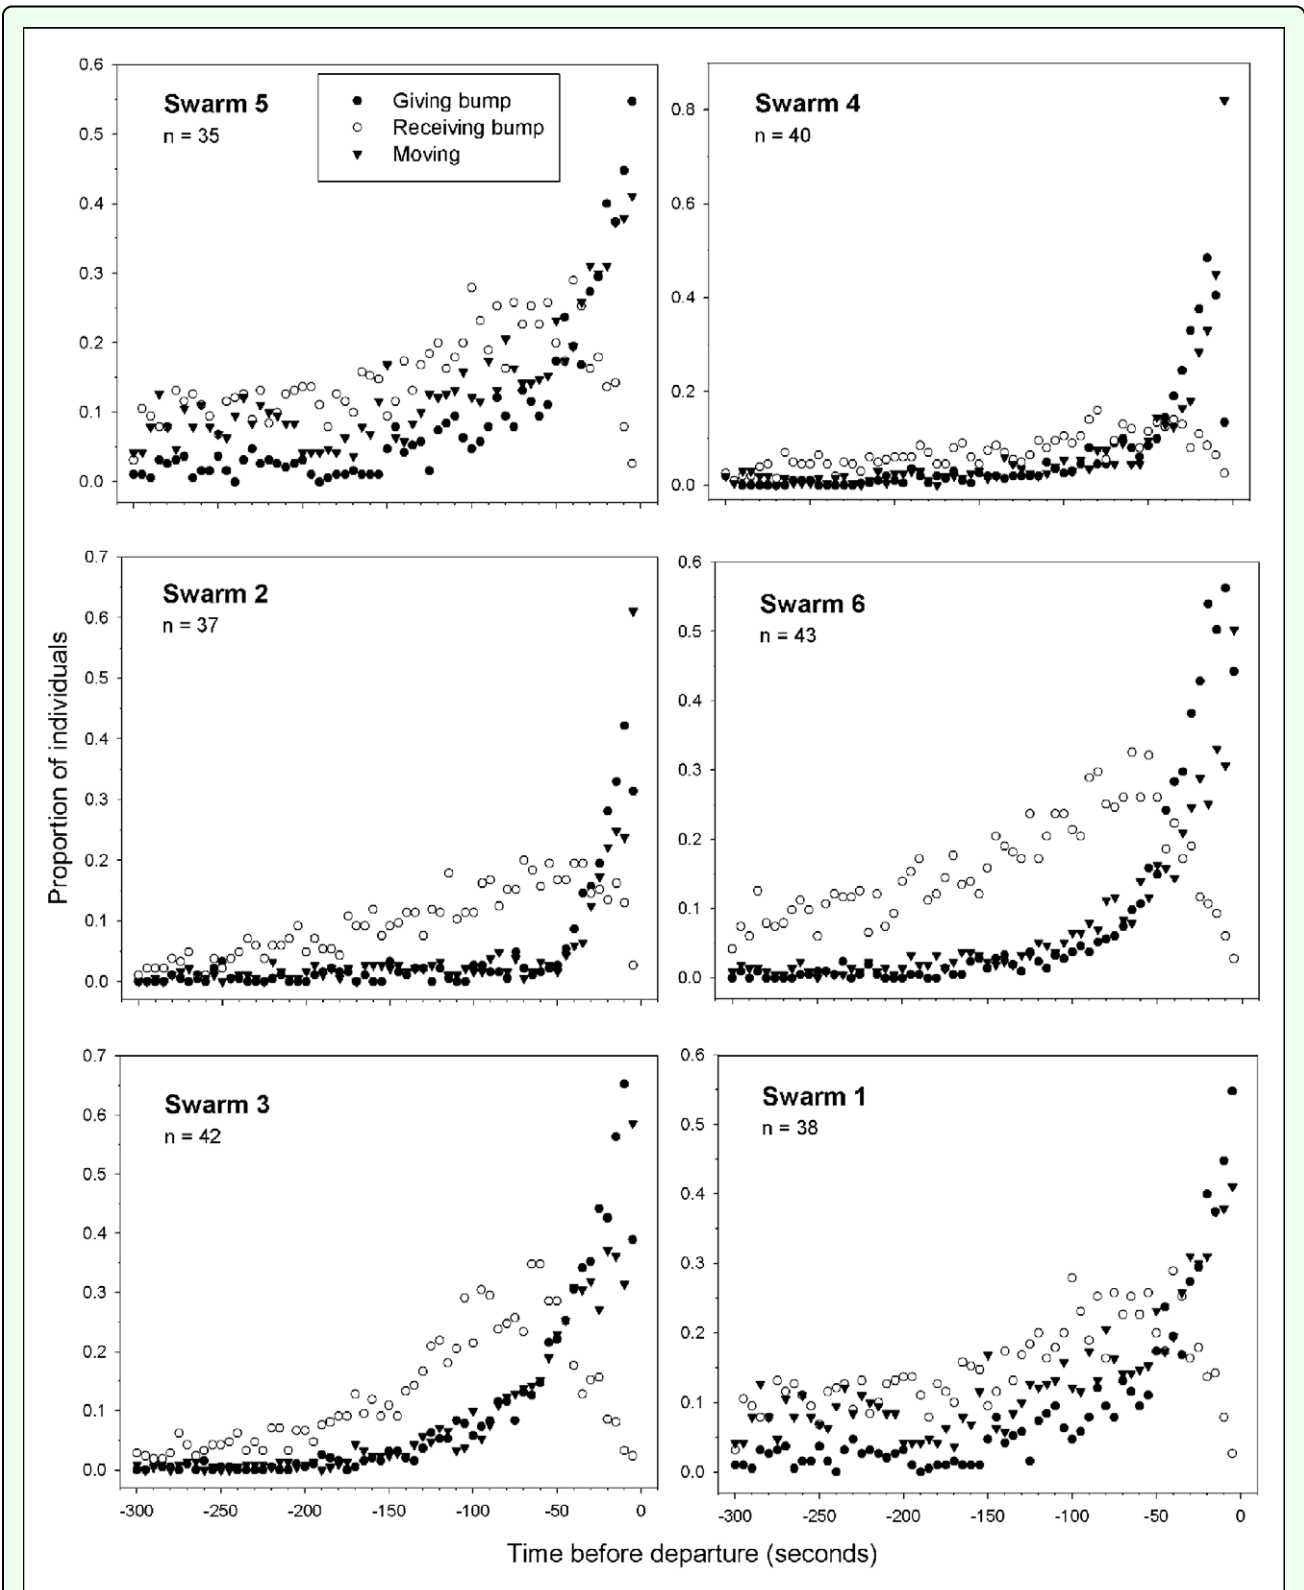 Swarm 5
n = 35
Giving bump
Receiving bump
Moving
0.6
0.5
0.4
0.3
0.2
0.1
0.0
Swarm 4
n = 40
0.8
0.6
0.4
0.2
0.0
Proportion of individuals
Swarm 2
n = 37
0.7
0.6
0.5
0.4
0.3
0.2
0.1
0.0
Swarm 6
n = 43
0.6
0.5
0.4
0.3
0.2
0.1
0.0
Swarm 3
n = 42
0.7
0.6
0.5
0.4
0.3
0.2
0.1
0.0
-300 -200 -150 -100 -50 0
Swarm 1
n = 38
0.6
0.5
0.4
0.3
0.2
0.1
0.0
-300 -200 -150 -100 -50 0
Time before departure (seconds)